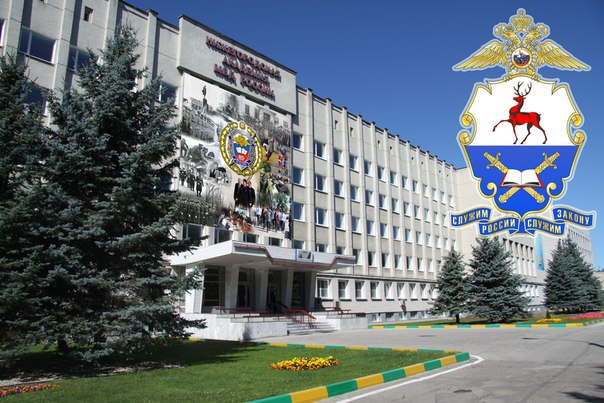 НИЖЕГОРОДСКАЯ
АКАДЕМИЯ
МВД РОССИИ
СЛУЖИМ РОССИИ СЛУЖИМ ЗАКОНУ